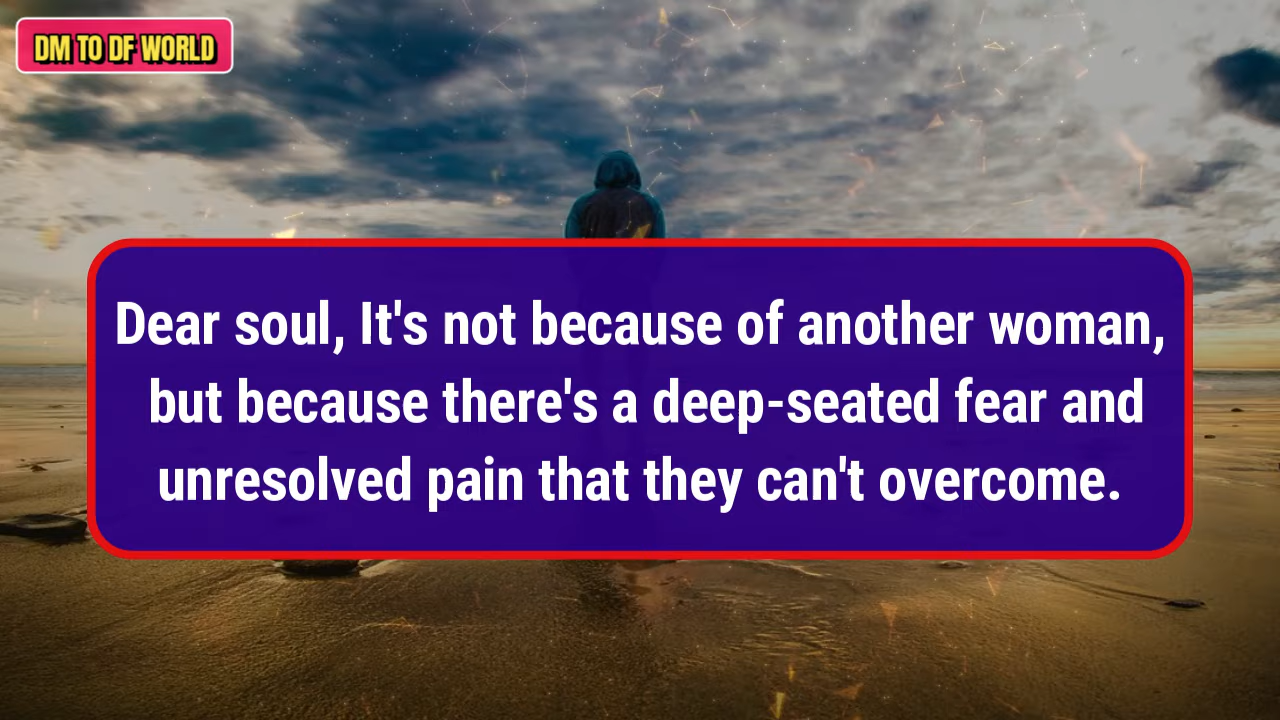 DM TO DF WORLD
Dear soul, It's not because of another woman,
but because there's a deep-seated fear and
unresolved pain that they can't overcome.